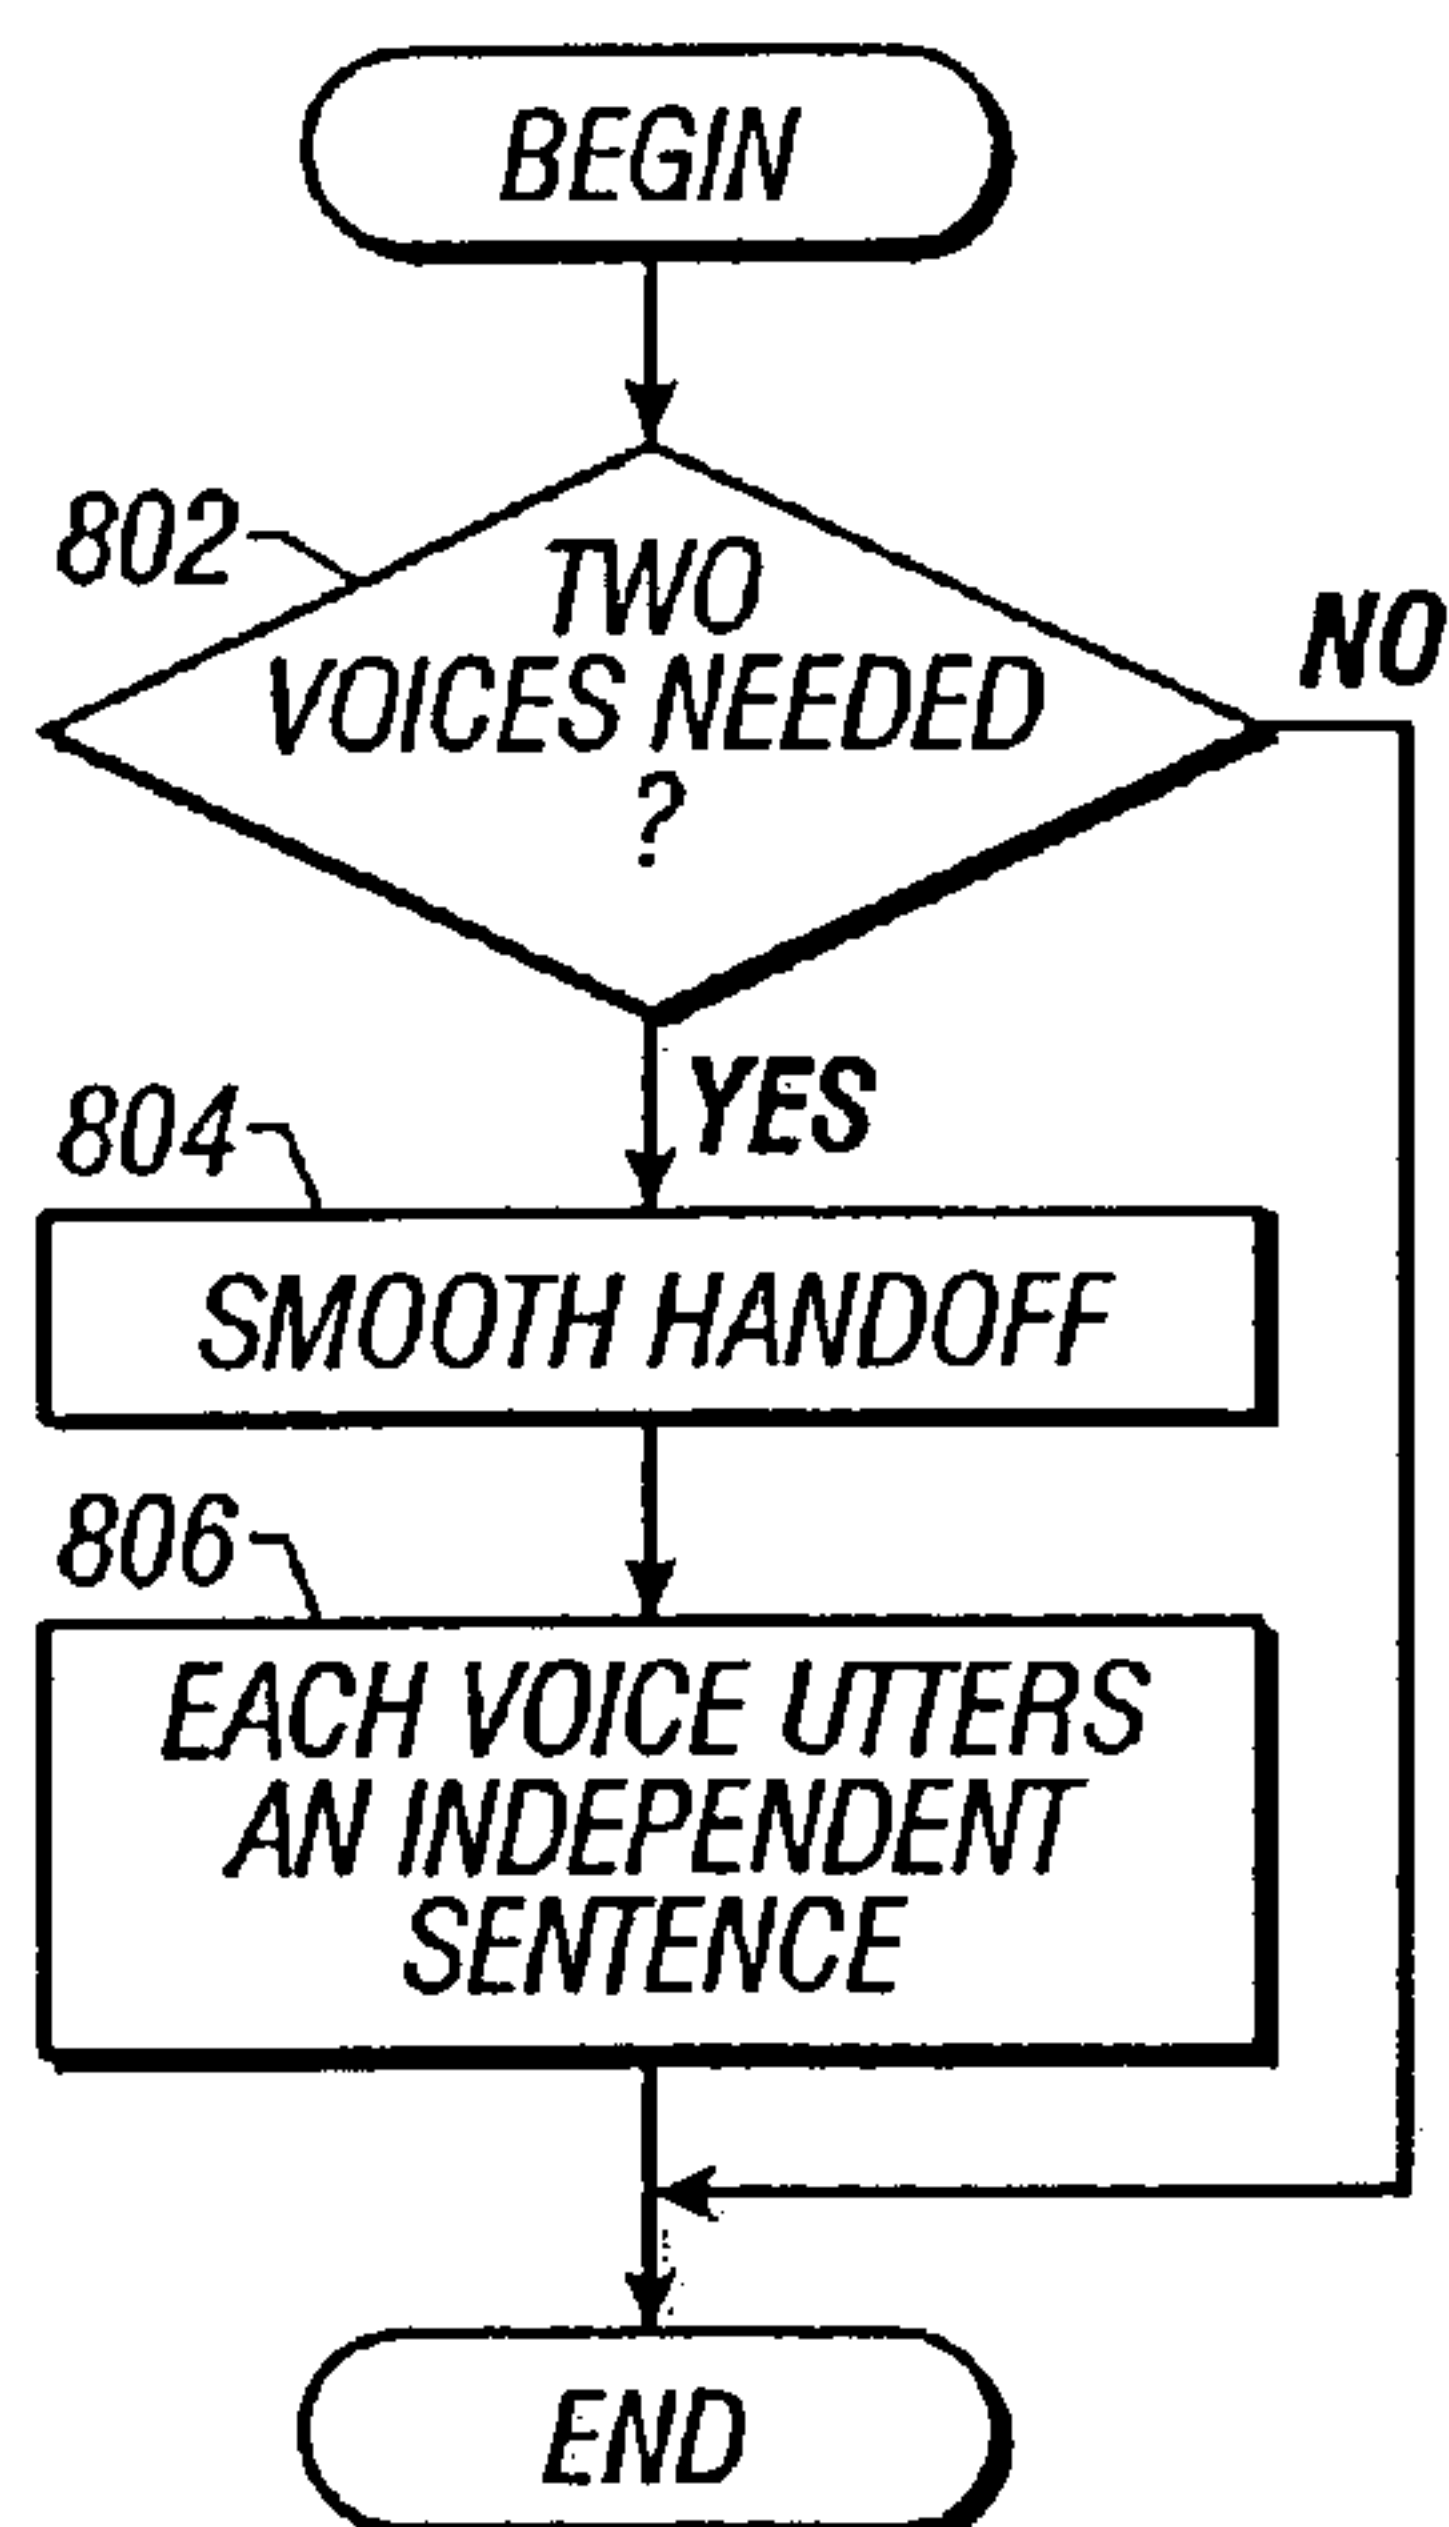 BEGIN
802
TWO
VOICES NEEDED
?
NO
YES
804
SMOOTH HANDOFF
806
EACH VOICE UTTERS
AN INDEPENDENT
SENTENCE
END